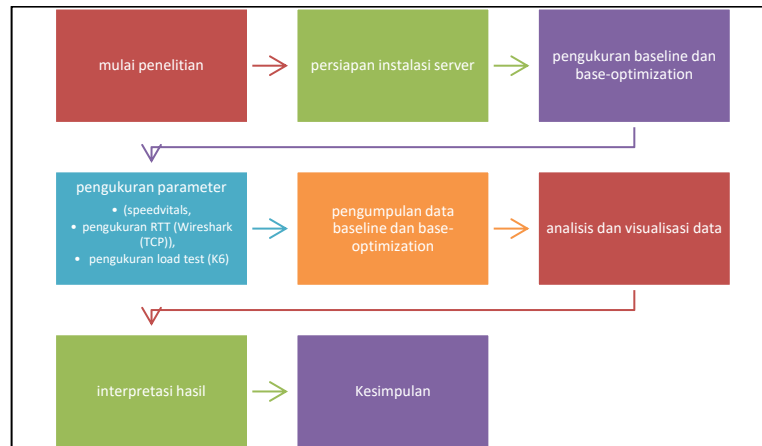 mulai penelitian
persiapan instalasi server
pengukuran baseline dan
base-optimization
pengukuran parameter
• (speedvitals,
• pengukuran RTT (Wireshark
(TCP)),
• pengukuran load test (K6)
pengumpulan data
baseline dan base-
optimization
analisis dan visualisasi data
interpretasi hasil
Kesimpulan